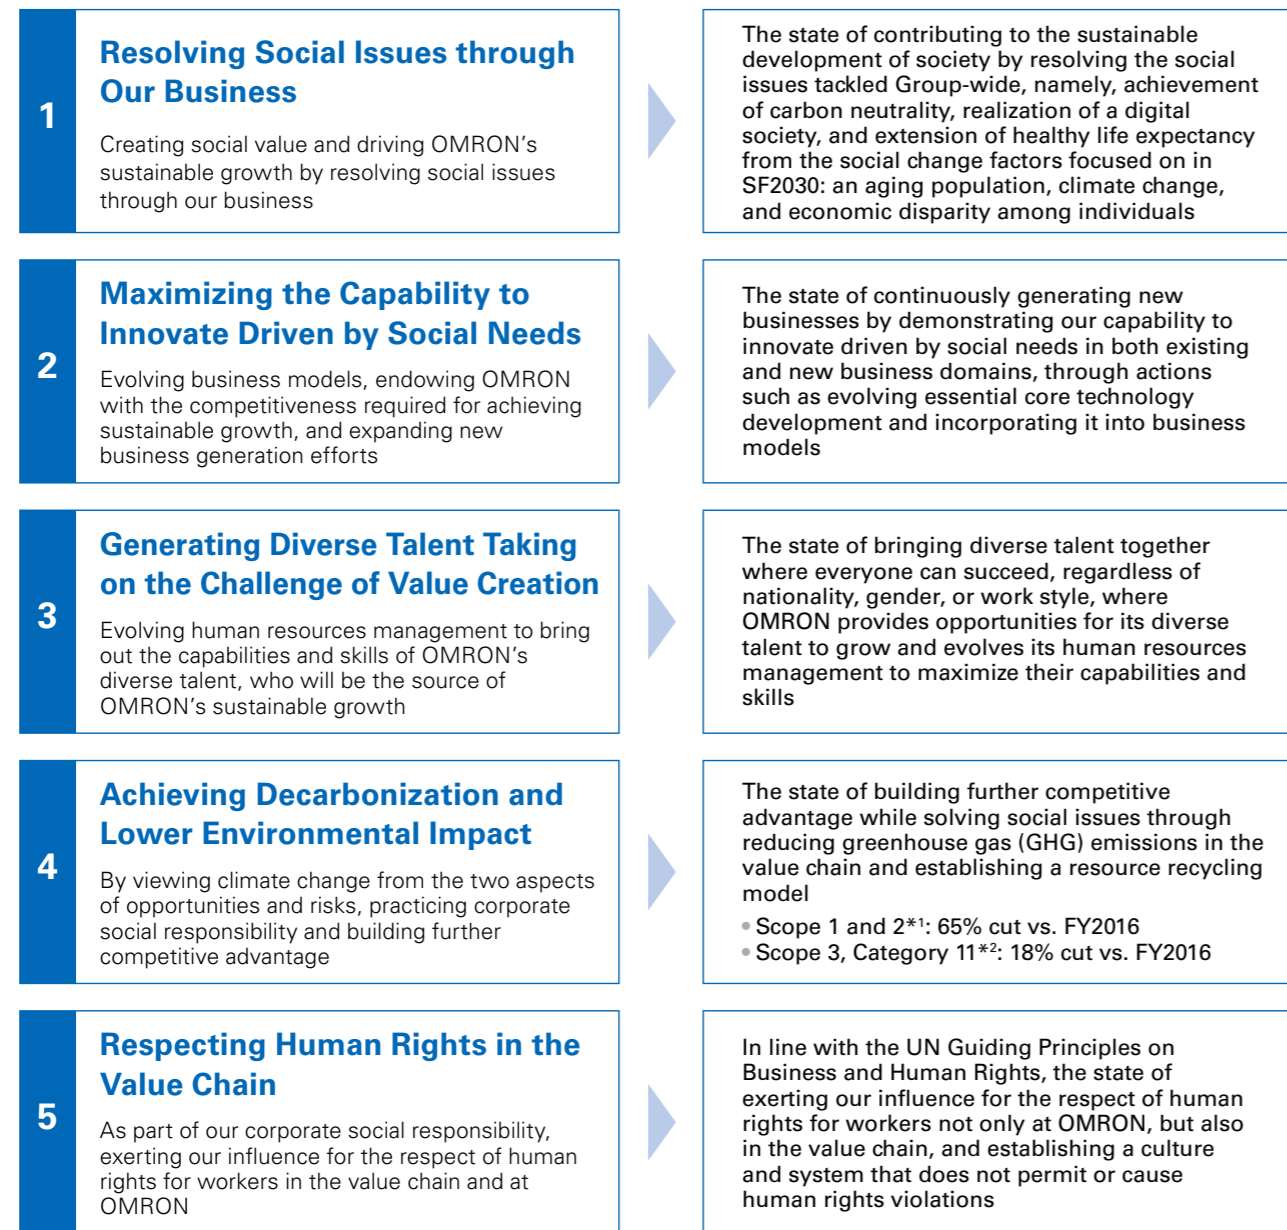 1
Resolving Social Issues through
Our Business
Creating social value and driving OMRON’s
sustainable growth by resolving social issues
through our business
The state of contributing to the sustainable
development of society by resolving the social
issues tackled Group-wide, namely, achievement
of carbon neutrality, realization of a digital
society, and extension of healthy life expectancy
from the social change factors focused on in
SF2030: an aging population, climate change,
and economic disparity among individuals
2
Maximizing the Capability to
Innovate Driven by Social Needs
Evolving business models, endowing OMRON
with the competitiveness required for achieving
sustainable growth, and expanding new
business generation efforts
The state of continuously generating new
businesses by demonstrating our capability to
innovate driven by social needs in both existing
and new business domains, through actions
such as evolving essential core technology
development and incorporating it into business
models
3
Generating Diverse Talent Taking
on the Challenge of Value Creation
Evolving human resources management to bring
out the capabilities and skills of OMRON’s
diverse talent, who will be the source of
OMRON’s sustainable growth
The state of bringing diverse talent together
where everyone can succeed, regardless of
nationality, gender, or work style, where
OMRON provides opportunities for its diverse
talent to grow and evolves its human resources
management to maximize their capabilities and
skills
4
Achieving Decarbonization and
Lower Environmental Impact
By viewing climate change from the two aspects
of opportunities and risks, practicing corporate
social responsibility and building further
competitive advantage
The state of building further competitive
advantage while solving social issues through
reducing greenhouse gas (GHG) emissions in the
value chain and establishing a resource recycling
model
• Scope 1 and 2*1: 65% cut vs. FY2016
• Scope 3, Category 11*2: 18% cut vs. FY2016
5
Respecting Human Rights in the
Value Chain
As part of our corporate social responsibility,
exerting our influence for the respect of human
rights for workers in the value chain and at
OMRON
In line with the UN Guiding Principles on
Business and Human Rights, the state of
exerting our influence for the respect of human
rights for workers not only at OMRON, but also
in the value chain, and establishing a culture
and system that does not permit or cause
human rights violations